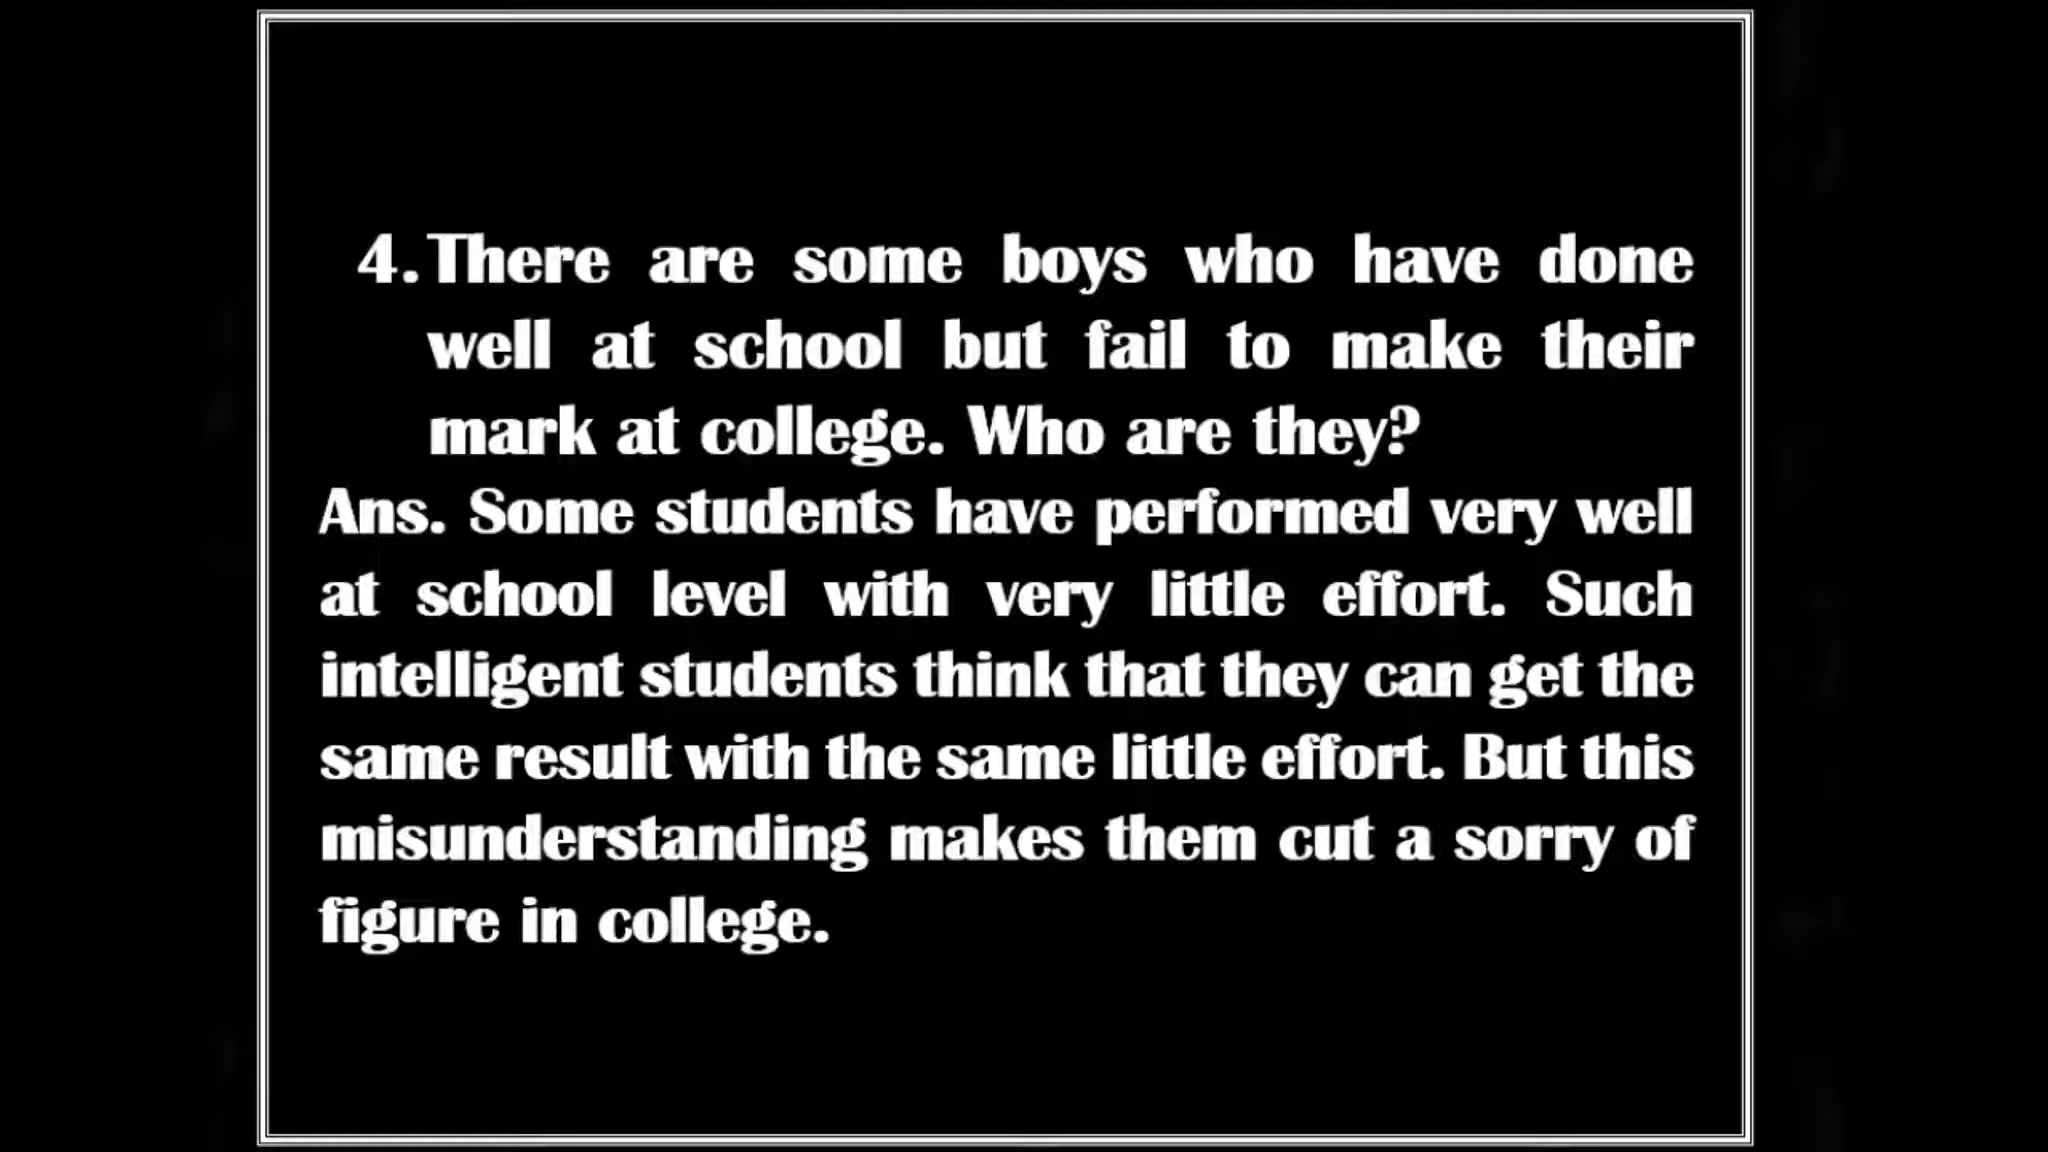 4. There are some boys who have done
well at school but fail to make their
mark at college. Who are they?
Ans. Some students have performed very well
at school level with very little effort. Such
intelligent students think that they can get the
same result with the same little effort. But this
misunderstanding makes them cut a sorry of
figure in college.